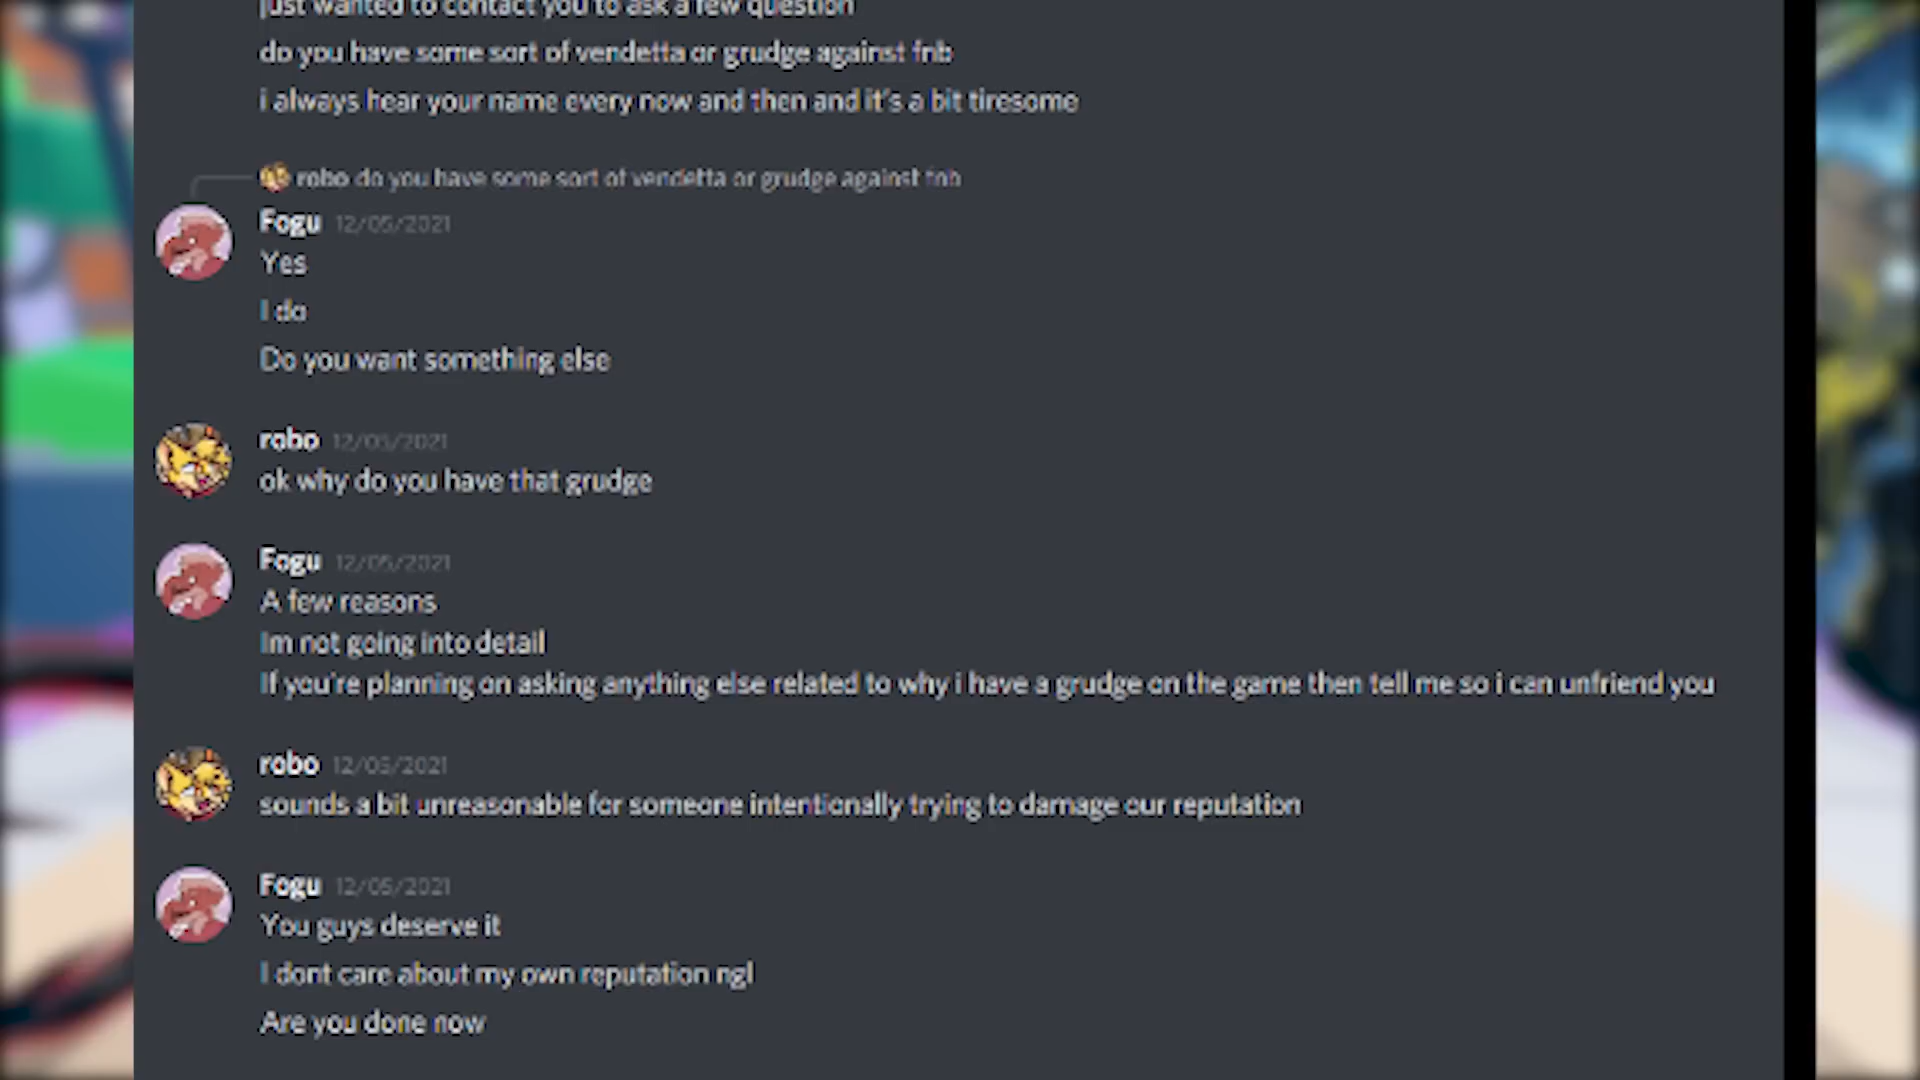 just wanted to contact you to ask a few question
do you have some sort of vendetta or grudge against fnb
i always hear your name every now and then and it's a bit tiresome
robo do you have some sort of vendetta or grudge against fnb
Fogu 12/05/2021
Yes
I do
Do you want something else
robo 12/05/2021
ok why do you have that grudge
Fogu 12/05/2021
A few reasons
Im not going into detail
If you're planning on asking anything else related to why i have a grudge on the game then tell me so i can unfriend you
robo 12/05/2021
sounds a bit unreasonable for someone intentionally trying to damage our reputation
Fogu 12/05/2021
You guys deserve it
I dont care about my own reputation ngl
Are you done now